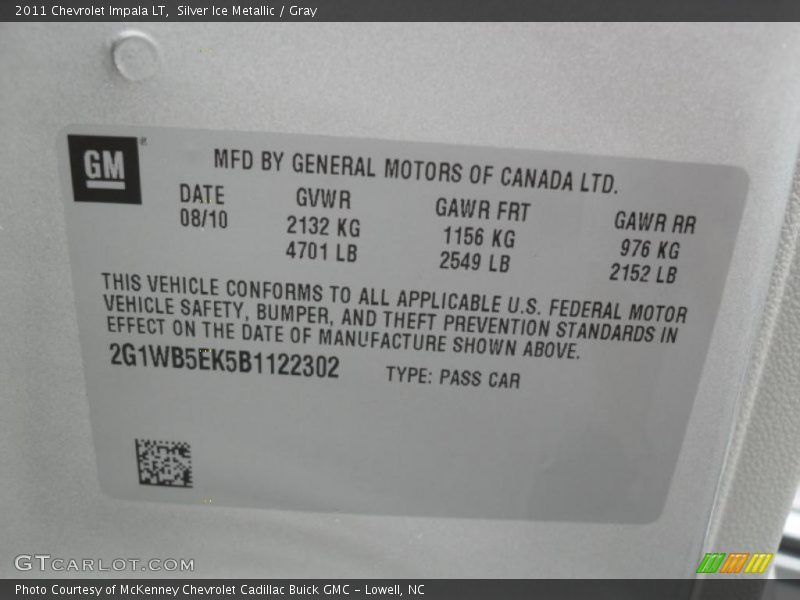 2011 Chevrolet Impala LT,  Silver Ice Metallic / Gray
GM ®
MFD BY GENERAL MOTORS OF CANADA LTD.
DATE GVWR GAWR FRT GAWR RR
08/10 2132 KG 1156 KG 976 KG
4701 LB 2549 LB 2152 LB
THIS VEHICLE CONFORMS TO ALL APPLICABLE U.S. FEDERAL MOTOR
VEHICLE SAFETY, BUMPER, AND THEFT PREVENTION STANDARDS IN
EFFECT ON THE DATE OF MANUFACTURE SHOWN ABOVE.
2G1WB5EK5B1122302 TYPE: PASS CAR
GTCARLOT.COM
Photo Courtesy of McKenney Chevrolet Cadillac Buick GMC - Lowell, NC